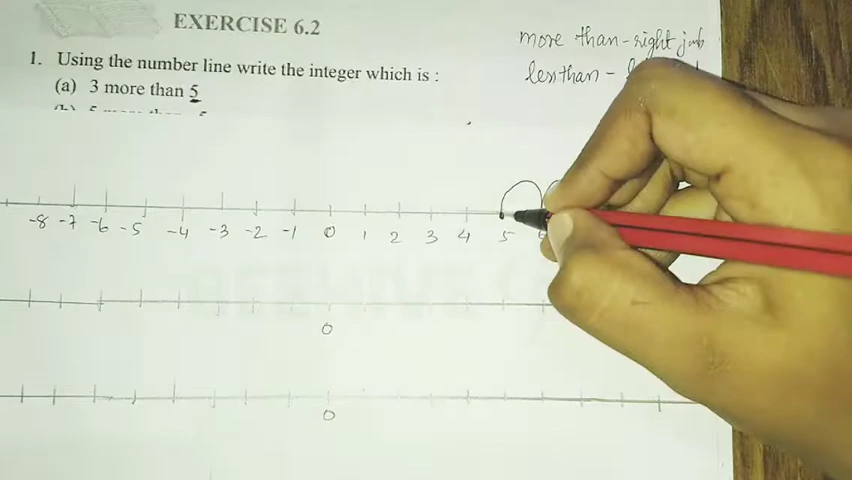 EXERCISE 6.2
more than - right jmb
less than -
1. Using the number line write the integer which is :
(a) 3 more than 5
-8 -7 -6 -5 -4 -3 -2 -1 0 1 2 3 4 5
0
0